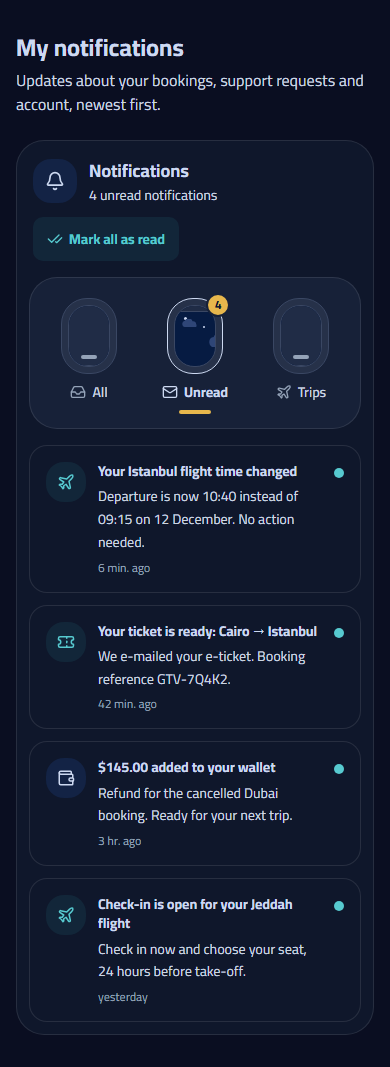 My notifications
Updates about your bookings, support requests and
account, newest first.
Notifications
4 unread notifications
Mark all as read
4
All
Unread
Trips
Your Istanbul flight time changed
Departure is now 10:40 instead of
09:15 on 12 December. No action
needed.
6 min. ago
Your ticket is ready: Cairo → Istanbul
We e-mailed your e-ticket. Booking
reference GTV-7Q4K2.
42 min. ago
$145.00 added to your wallet
Refund for the cancelled Dubai
booking. Ready for your next trip.
3 hr. ago
Check-in is open for your Jeddah
flight
Check in now and choose your seat,
24 hours before take-off.
yesterday